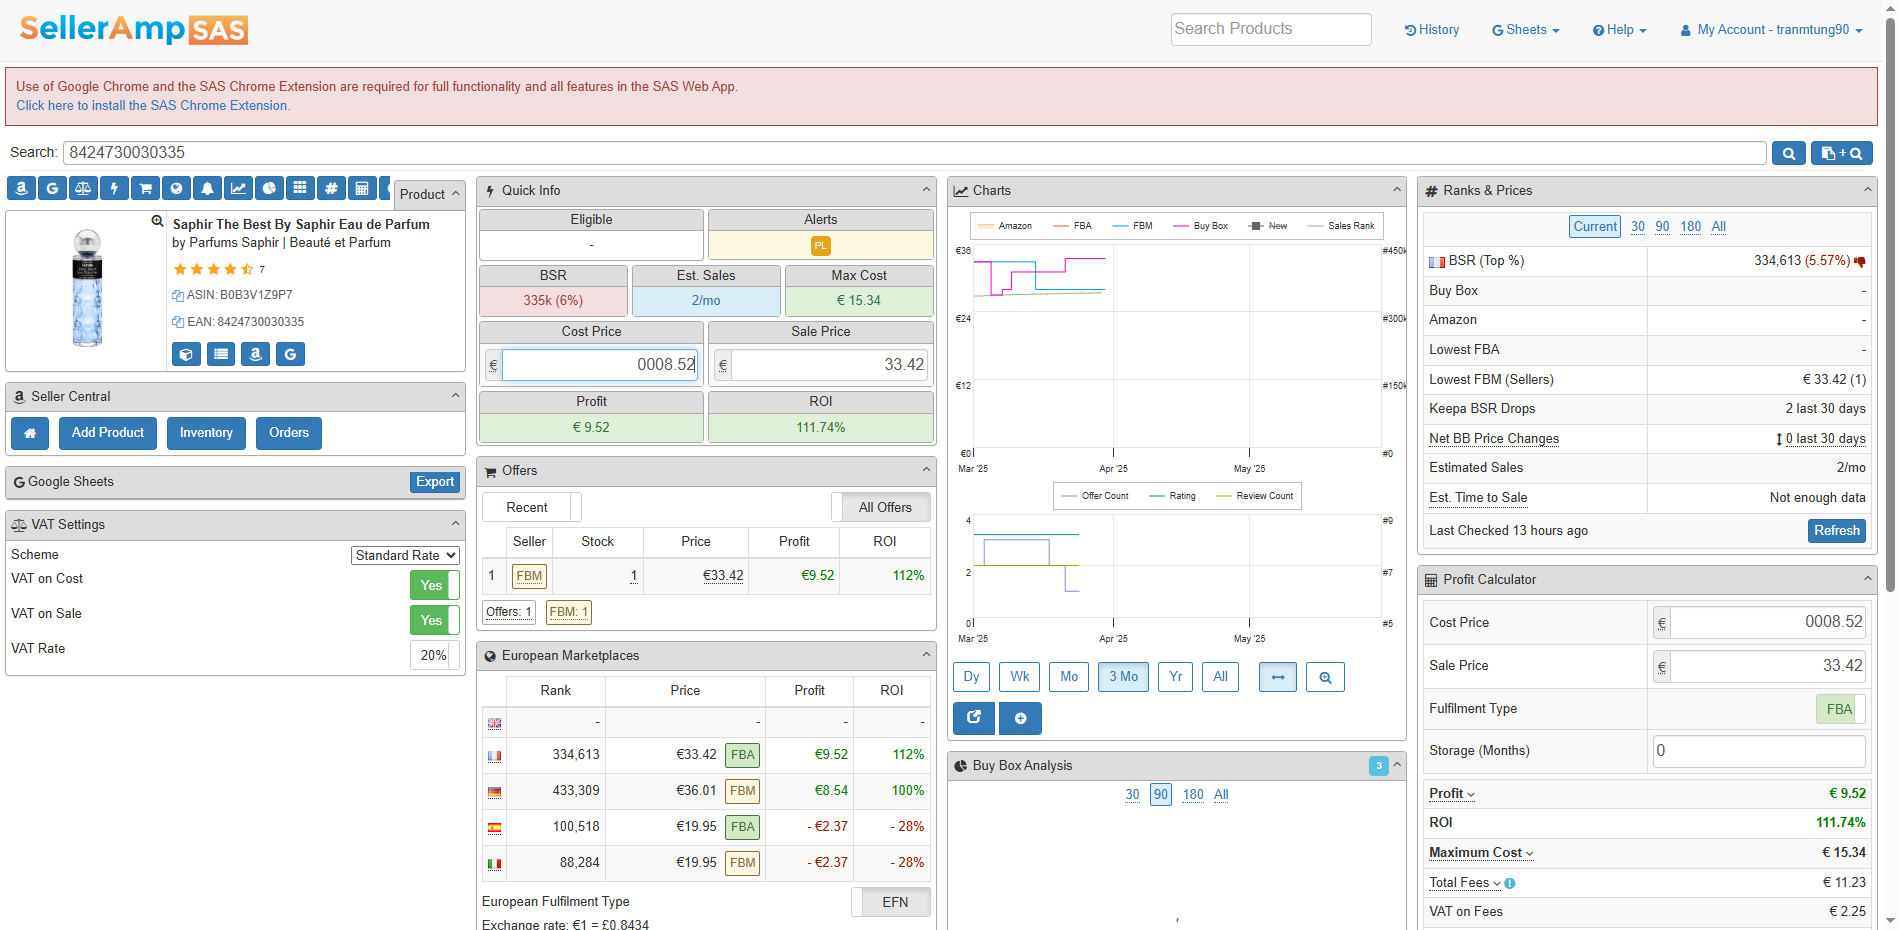 SellerAmp SAS
Search Products
History
G Sheets
Help
My Account - tranmtung90
Use of Google Chrome and the SAS Chrome Extension are required for full functionality and all features in the SAS Web App.
Click here to install the SAS Chrome Extension.
Search: 8424730030335
Product
Saphir The Best By Saphir Eau de Parfum
by Parfums Saphir | Beauté et Parfum
7
ASIN: B0B3V1Z9P7
EAN: 8424730030335
Seller Central
Add Product
Inventory
Orders
Google Sheets
Export
VAT Settings
Scheme
Standard Rate
VAT on Cost
Yes
VAT on Sale
Yes
VAT Rate
20%
Quick Info
Eligible Alerts
- PL
BSR Est. Sales Max Cost
335k (6%) 2/mo € 15.34
Cost Price Sale Price
€ 0008.52 € 33.42
Profit ROI
€ 9.52 111.74%
Offers
Recent All Offers
Seller Stock Price Profit ROI
1 FBM 1 €33.42 €9.52 112%
Offers: 1 FBM: 1
European Marketplaces
Rank Price Profit ROI
- - - -
334,613 €33.42 FBA €9.52 112%
433,309 €36.01 FBM €8.54 100%
100,518 €19.95 FBA - €2.37 - 28%
88,284 €19.95 FBM - €2.37 - 28%
European Fulfilment Type EFN
Exchange rate: €1 = £0.8434
Charts
Amazon FBA FBM Buy Box New Sales Rank
€36 #450k
€24 #300k
€12 #150k
€0 #0
Mar '25 Apr '25 May '25
Offer Count Rating Review Count
4 #9
2 #7
0 #5
Mar '25 Apr '25 May '25
Dy Wk Mo 3 Mo Yr All
Buy Box Analysis 3
30 90 180 All
Ranks & Prices
Current 30 90 180 All
BSR (Top %) 334,613 (5.57%)
Buy Box -
Amazon -
Lowest FBA -
Lowest FBM (Sellers) € 33.42 (1)
Keepa BSR Drops 2 last 30 days
Net BB Price Changes 0 last 30 days
Estimated Sales 2/mo
Est. Time to Sale Not enough data
Last Checked 13 hours ago Refresh
Profit Calculator
Cost Price € 0008.52
Sale Price € 33.42
Fulfilment Type FBA
Storage (Months) 0
Profit € 9.52
ROI 111.74%
Maximum Cost € 15.34
Total Fees € 11.23
VAT on Fees € 2.25